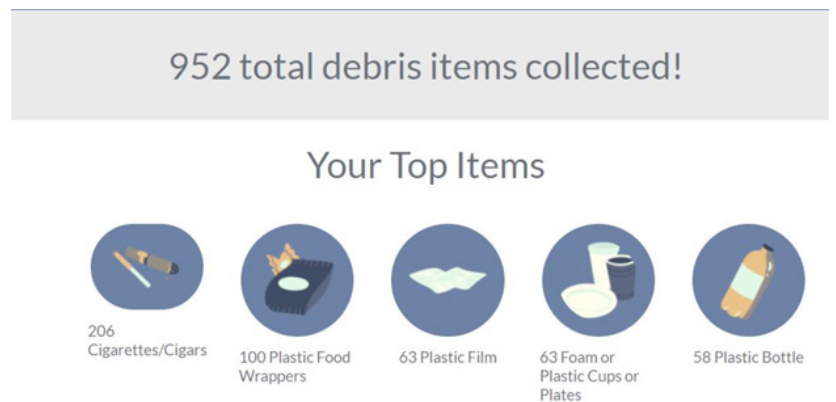 952 total debris items collected!
Your Top Items
206
Cigarettes/Cigars
100 Plastic Food
Wrappers
63 Plastic Film
63 Foam or
Plastic Cups or
Plates
58 Plastic Bottle